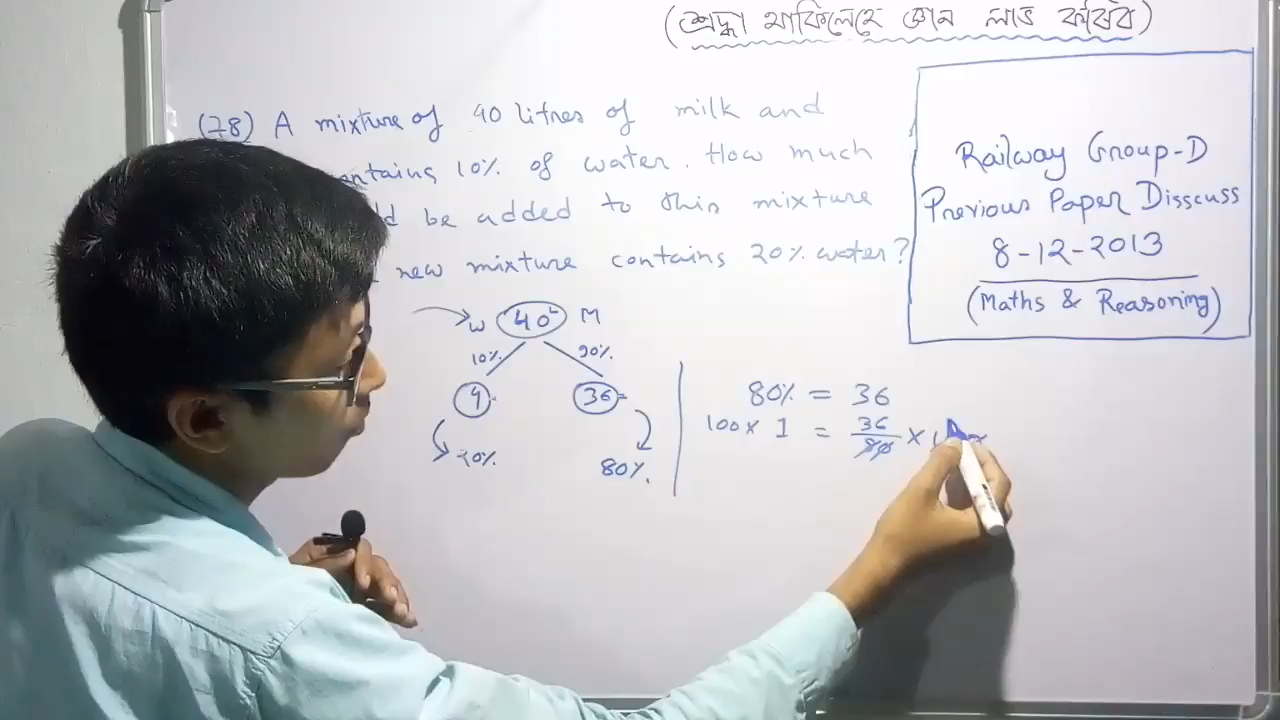 (শ্রদ্ধা থাকিলেহে জ্ঞান লাভ কৰিব)
(78) A mixture of 40 litres of milk and
contains 10% of water. How much
be added to this mixture
new mixture contains 20% water?
Railway Group-D
Previous Paper Disscuss
8-12-2013
(Maths & Reasoning)
W 40 M
10% 90%
4 36
20% 80%
80% = 36
100 × 1 = 36/80 ×